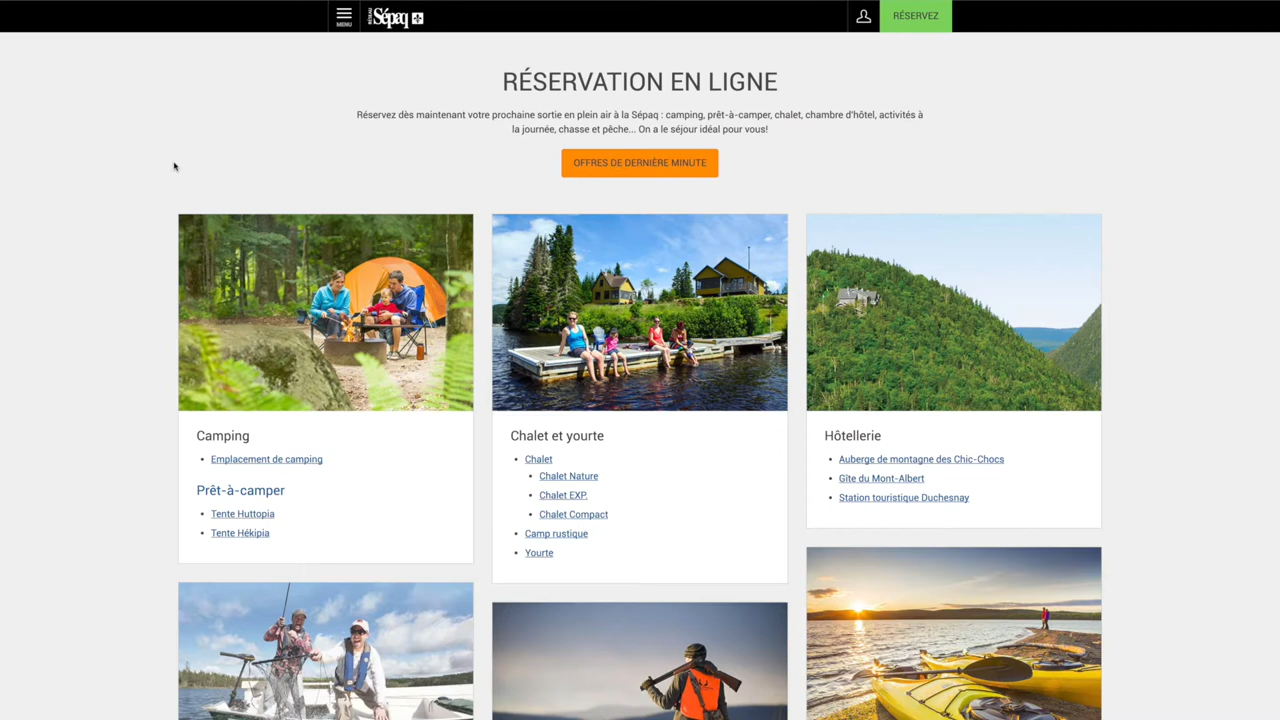 MENU
RÉSEAU Sépaq
RÉSERVEZ
RÉSERVATION EN LIGNE
Réservez dès maintenant votre prochaine sortie en plein air à la Sépaq : camping, prêt-à-camper, chalet, chambre d'hôtel, activités à
la journée, chasse et pêche... On a le séjour idéal pour vous!
OFFRES DE DERNIÈRE MINUTE
Camping
Emplacement de camping
Prêt-à-camper
Tente Huttopia
Tente Hékipia
Chalet et yourte
Chalet
Chalet Nature
Chalet EXP.
Chalet Compact
Camp rustique
Yourte
Hôtellerie
Auberge de montagne des Chic-Chocs
Gîte du Mont-Albert
Station touristique Duchesnay